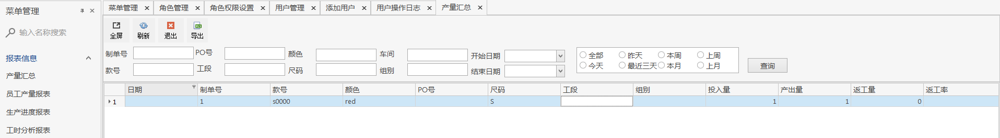 菜单管理
输入名称搜索
报表信息
产量汇总
员工产量报表
生产进度报表
工时分析报表
菜单管理 角色管理 角色权限设置 用户管理 添加用户 用户操作日志 产量汇总
全屏 刷新 退出 导出
制单号 PO号 颜色 车间 开始日期 全部 昨天 本周 上周
款号 工段 尺码 组别 结束日期 今天 最近三天 本月 上月 查询
日期 制单号 款号 颜色 PO号 尺码 工段 组别 投入量 产出量 返工量 返工率
1 1 s0000 red S 1 1 0